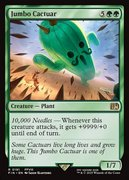 Jumbo Cactuar
Creature — Plant
10,000 Needles — Whenever this
creature attacks, it gets +9999/+0
until end of turn.
Some Cactuars live long lives and grow
huge. This Jumbo Cactuar is one of
them.
1/7